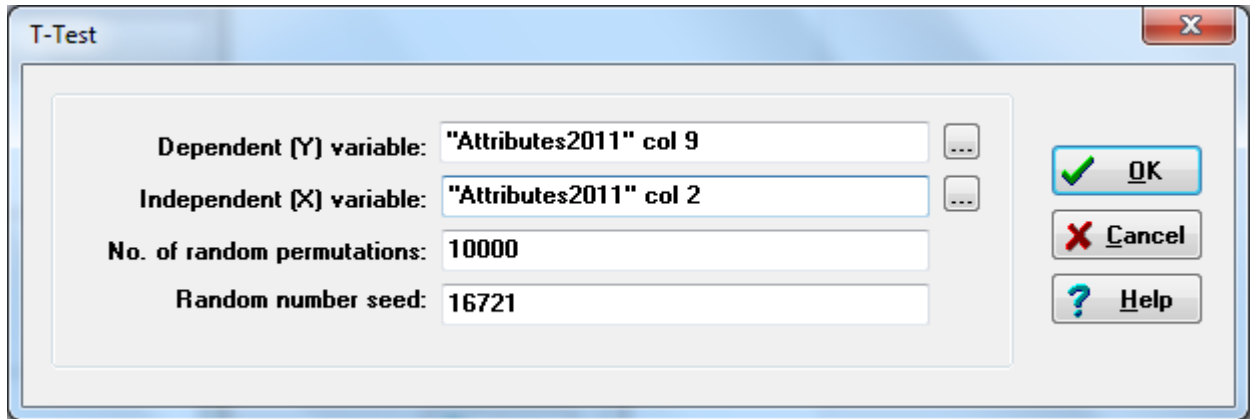 T-Test
Dependent (Y) variable: "Attributes2011" col 9 ...
Independent (X) variable: "Attributes2011" col 2 ...
No. of random permutations: 10000
Random number seed: 16721
OK
Cancel
Help